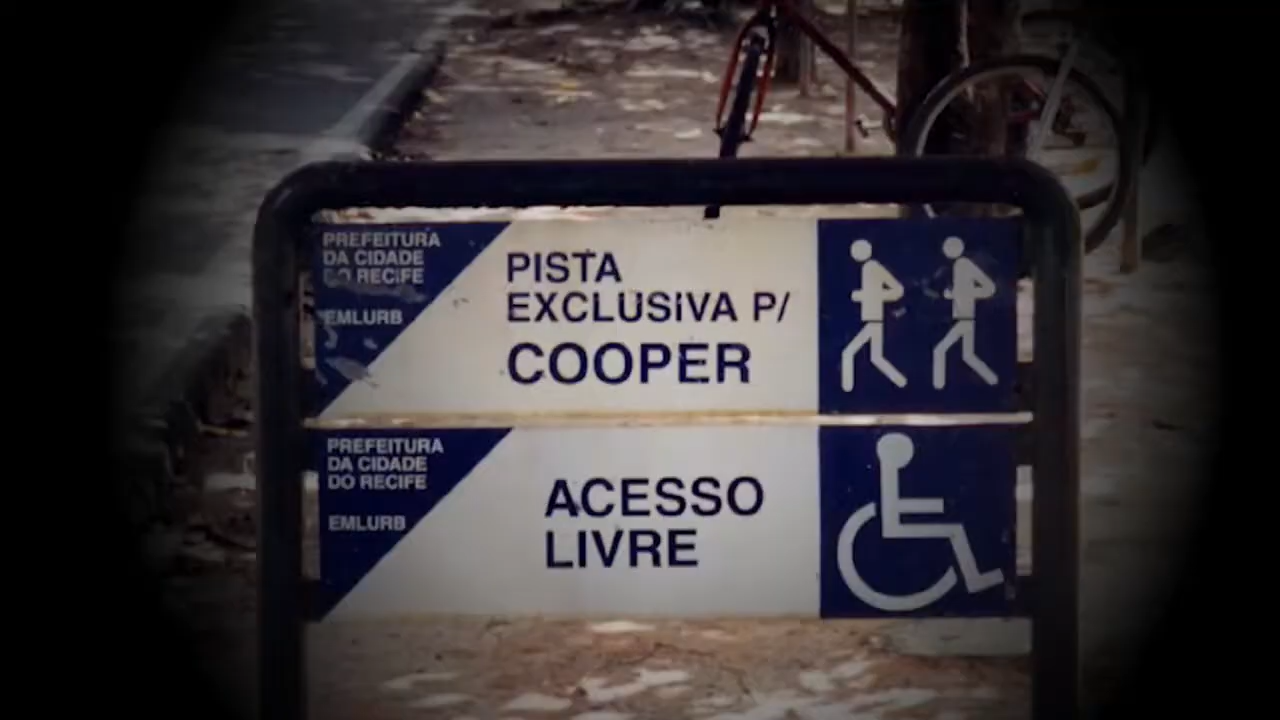 PREFEITURA
DA CIDADE
DO RECIFE
EMLURB
PISTA
EXCLUSIVA P/
COOPER
PREFEITURA
DA CIDADE
DO RECIFE
EMLURB
ACESSO
LIVRE